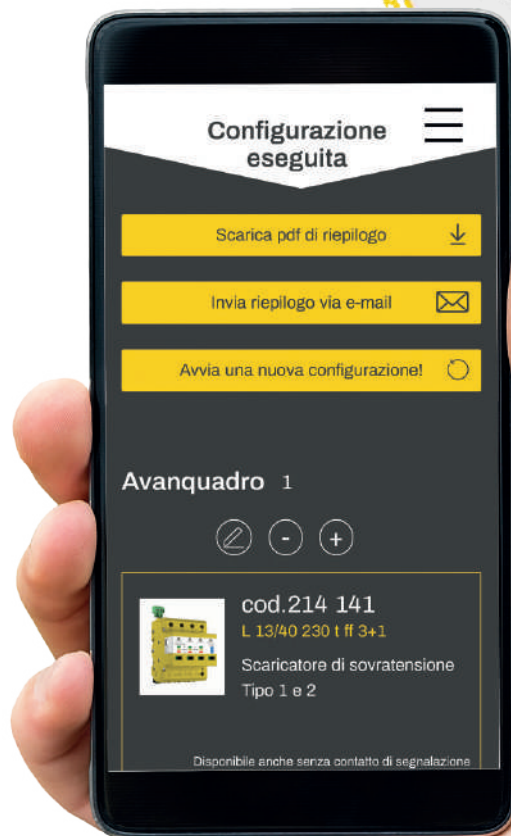 Configurazione
eseguita
Scarica pdf di riepilogo
Invia riepilogo via e-mail
Avvia una nuova configurazione!
Avanquadro 1
- +
cod.214 141
L 13/40 230 t ff 3+1
Scaricatore di sovratensione
Tipo 1 e 2
Disponibile anche senza contatto di segnalazione